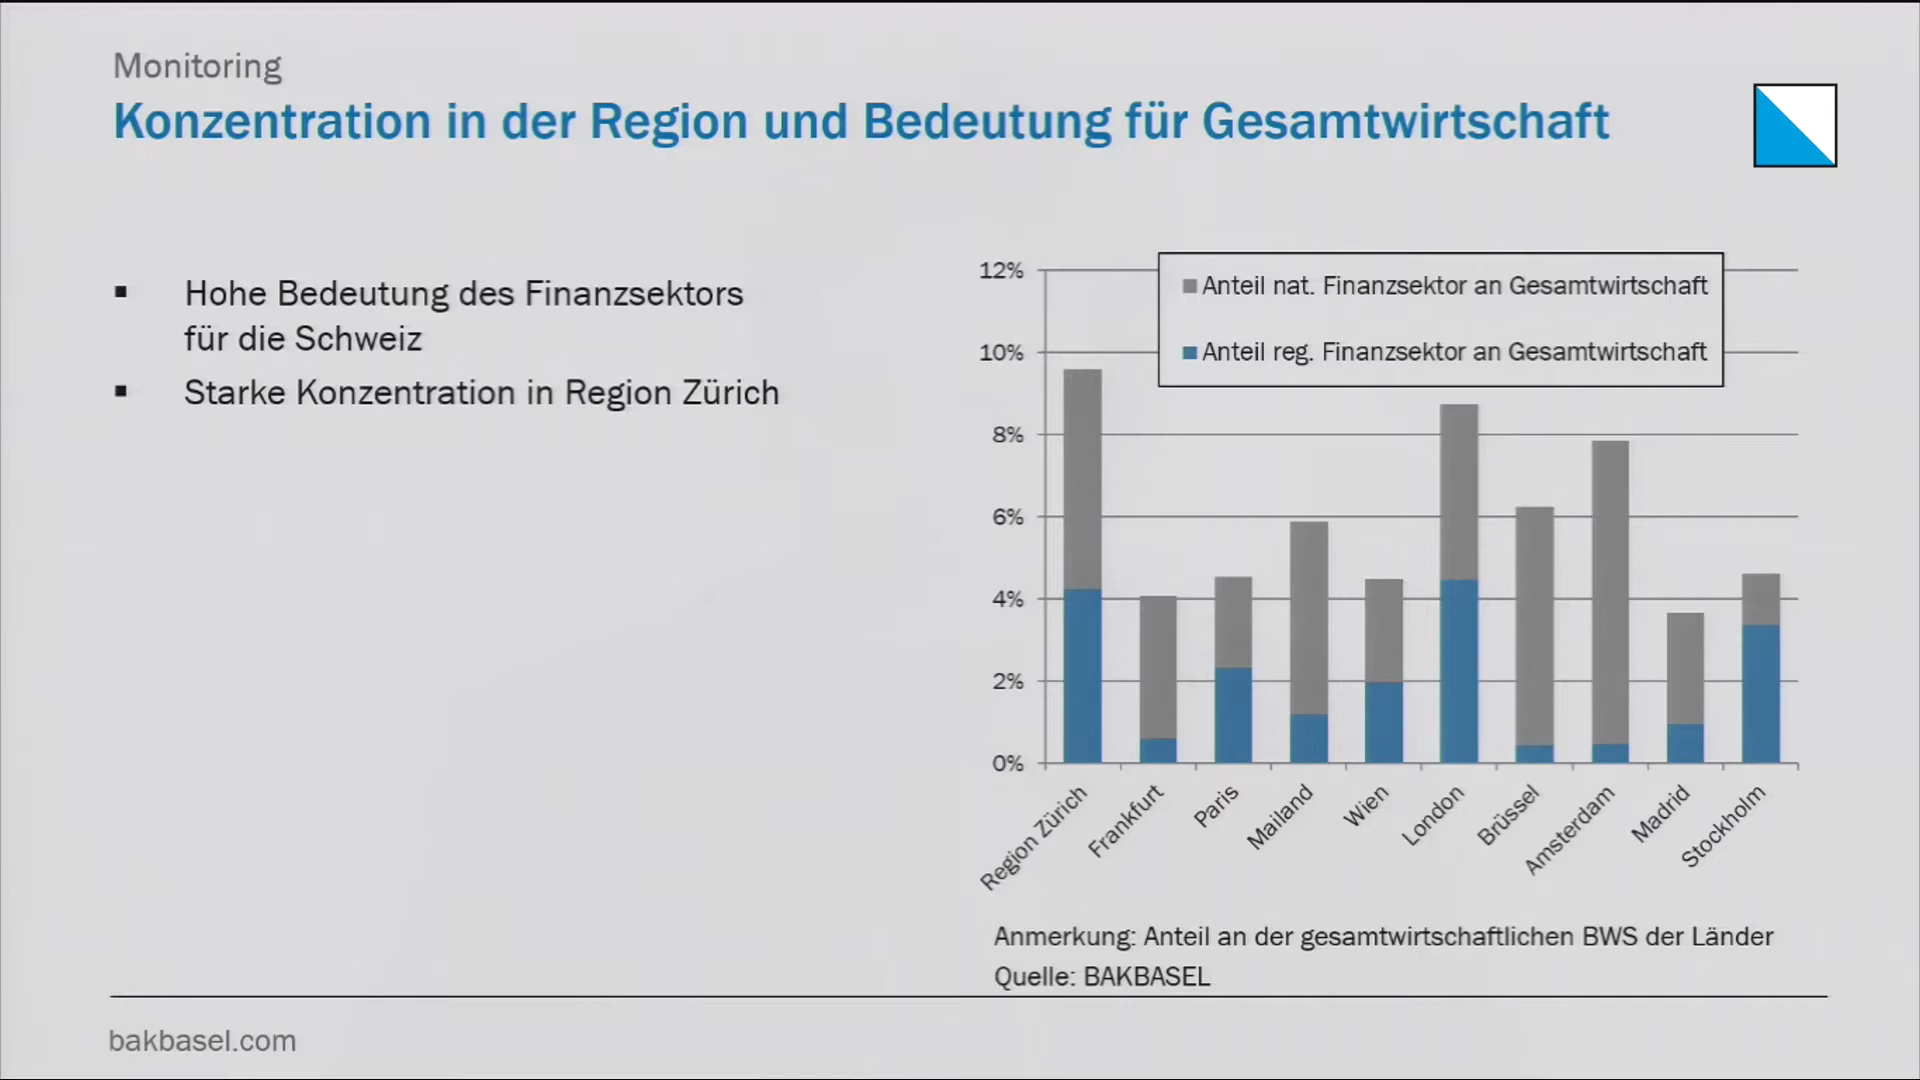 Monitoring
Konzentration in der Region und Bedeutung für Gesamtwirtschaft
▪ Hohe Bedeutung des Finanzsektors
für die Schweiz
▪ Starke Konzentration in Region Zürich
12%
10%
8%
6%
4%
2%
0%
Anteil nat. Finanzsektor an Gesamtwirtschaft
Anteil reg. Finanzsektor an Gesamtwirtschaft
Region Zürich
Frankfurt
Paris
Mailand
Wien
London
Brüssel
Amsterdam
Madrid
Stockholm
Anmerkung: Anteil an der gesamtwirtschaftlichen BWS der Länder
Quelle: BAKBASEL
bakbasel.com